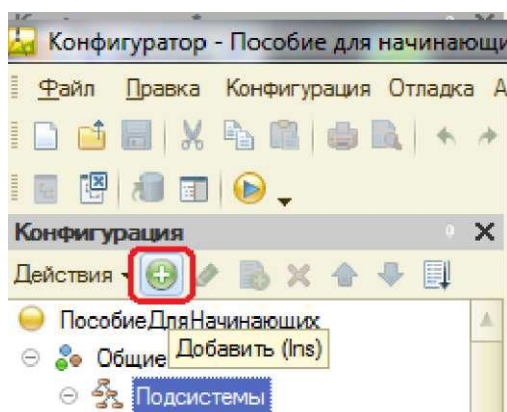 Конфигуратор - Пособие для начинающи
Файл Правка Конфигурация Отладка А
Конфигурация
Действия
ПособиеДляНачинающих
Общие
Добавить (Ins)
Подсистемы